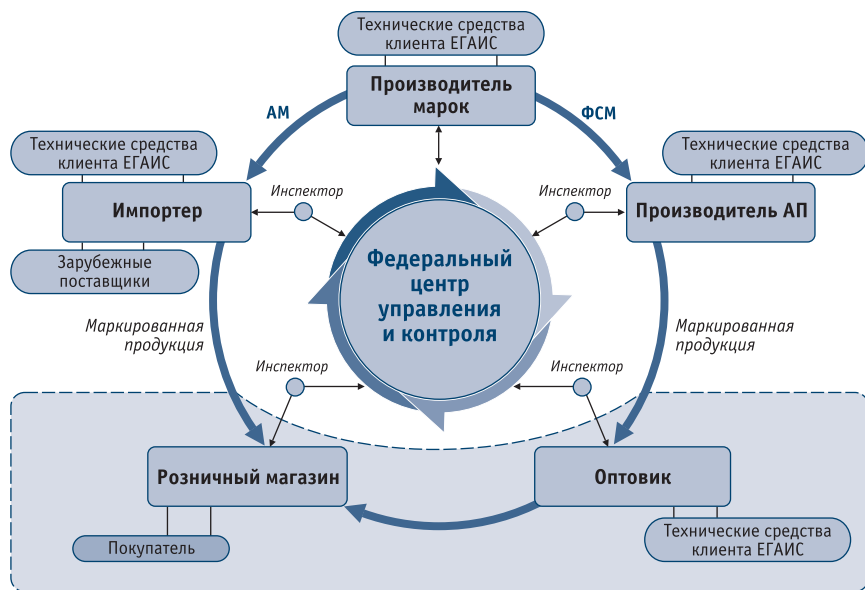 Технические средства
клиента ЕГАИС
Производитель
марок
АМ
ФСМ
Технические средства
клиента ЕГАИС
Импортер
Зарубежные
поставщики
Инспектор
Инспектор
Технические средства
клиента ЕГАИС
Производитель АП
Федеральный
центр
управления
и контроля
Маркированная
продукция
Маркированная
продукция
Инспектор
Инспектор
Розничный магазин
Оптовик
Покупатель
Технические средства
клиента ЕГАИС